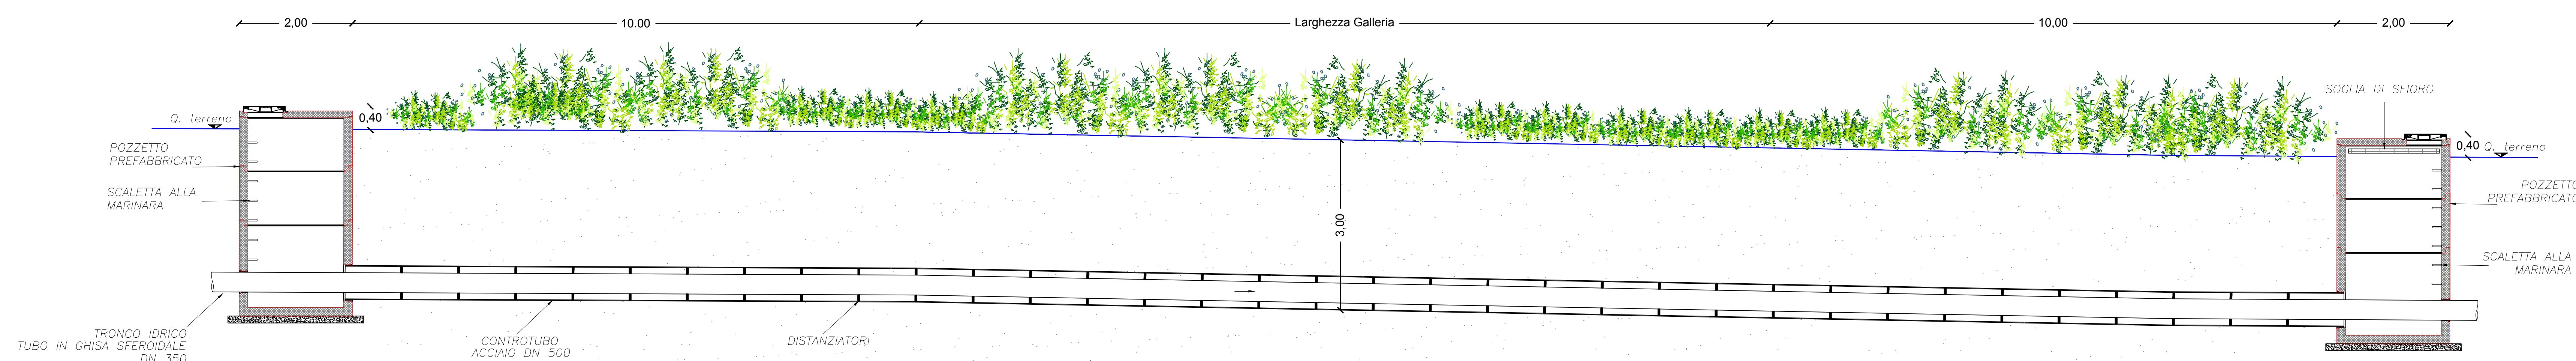 2,00
10.00
Larghezza Galleria
10,00
2,00
Q. terreno
0,40
SOGLIA DI SFIORO
0,40
Q. terreno
POZZETTO
PREFABBRICATO
SCALETTA ALLA
MARINARA
3,00
POZZETTO
PREFABBRICATO
SCALETTA ALLA
MARINARA
TRONCO IDRICO
TUBO IN GHISA SFEROIDALE
DN 350
CONTROTUBO
ACCIAIO DN 500
DISTANZIATORI